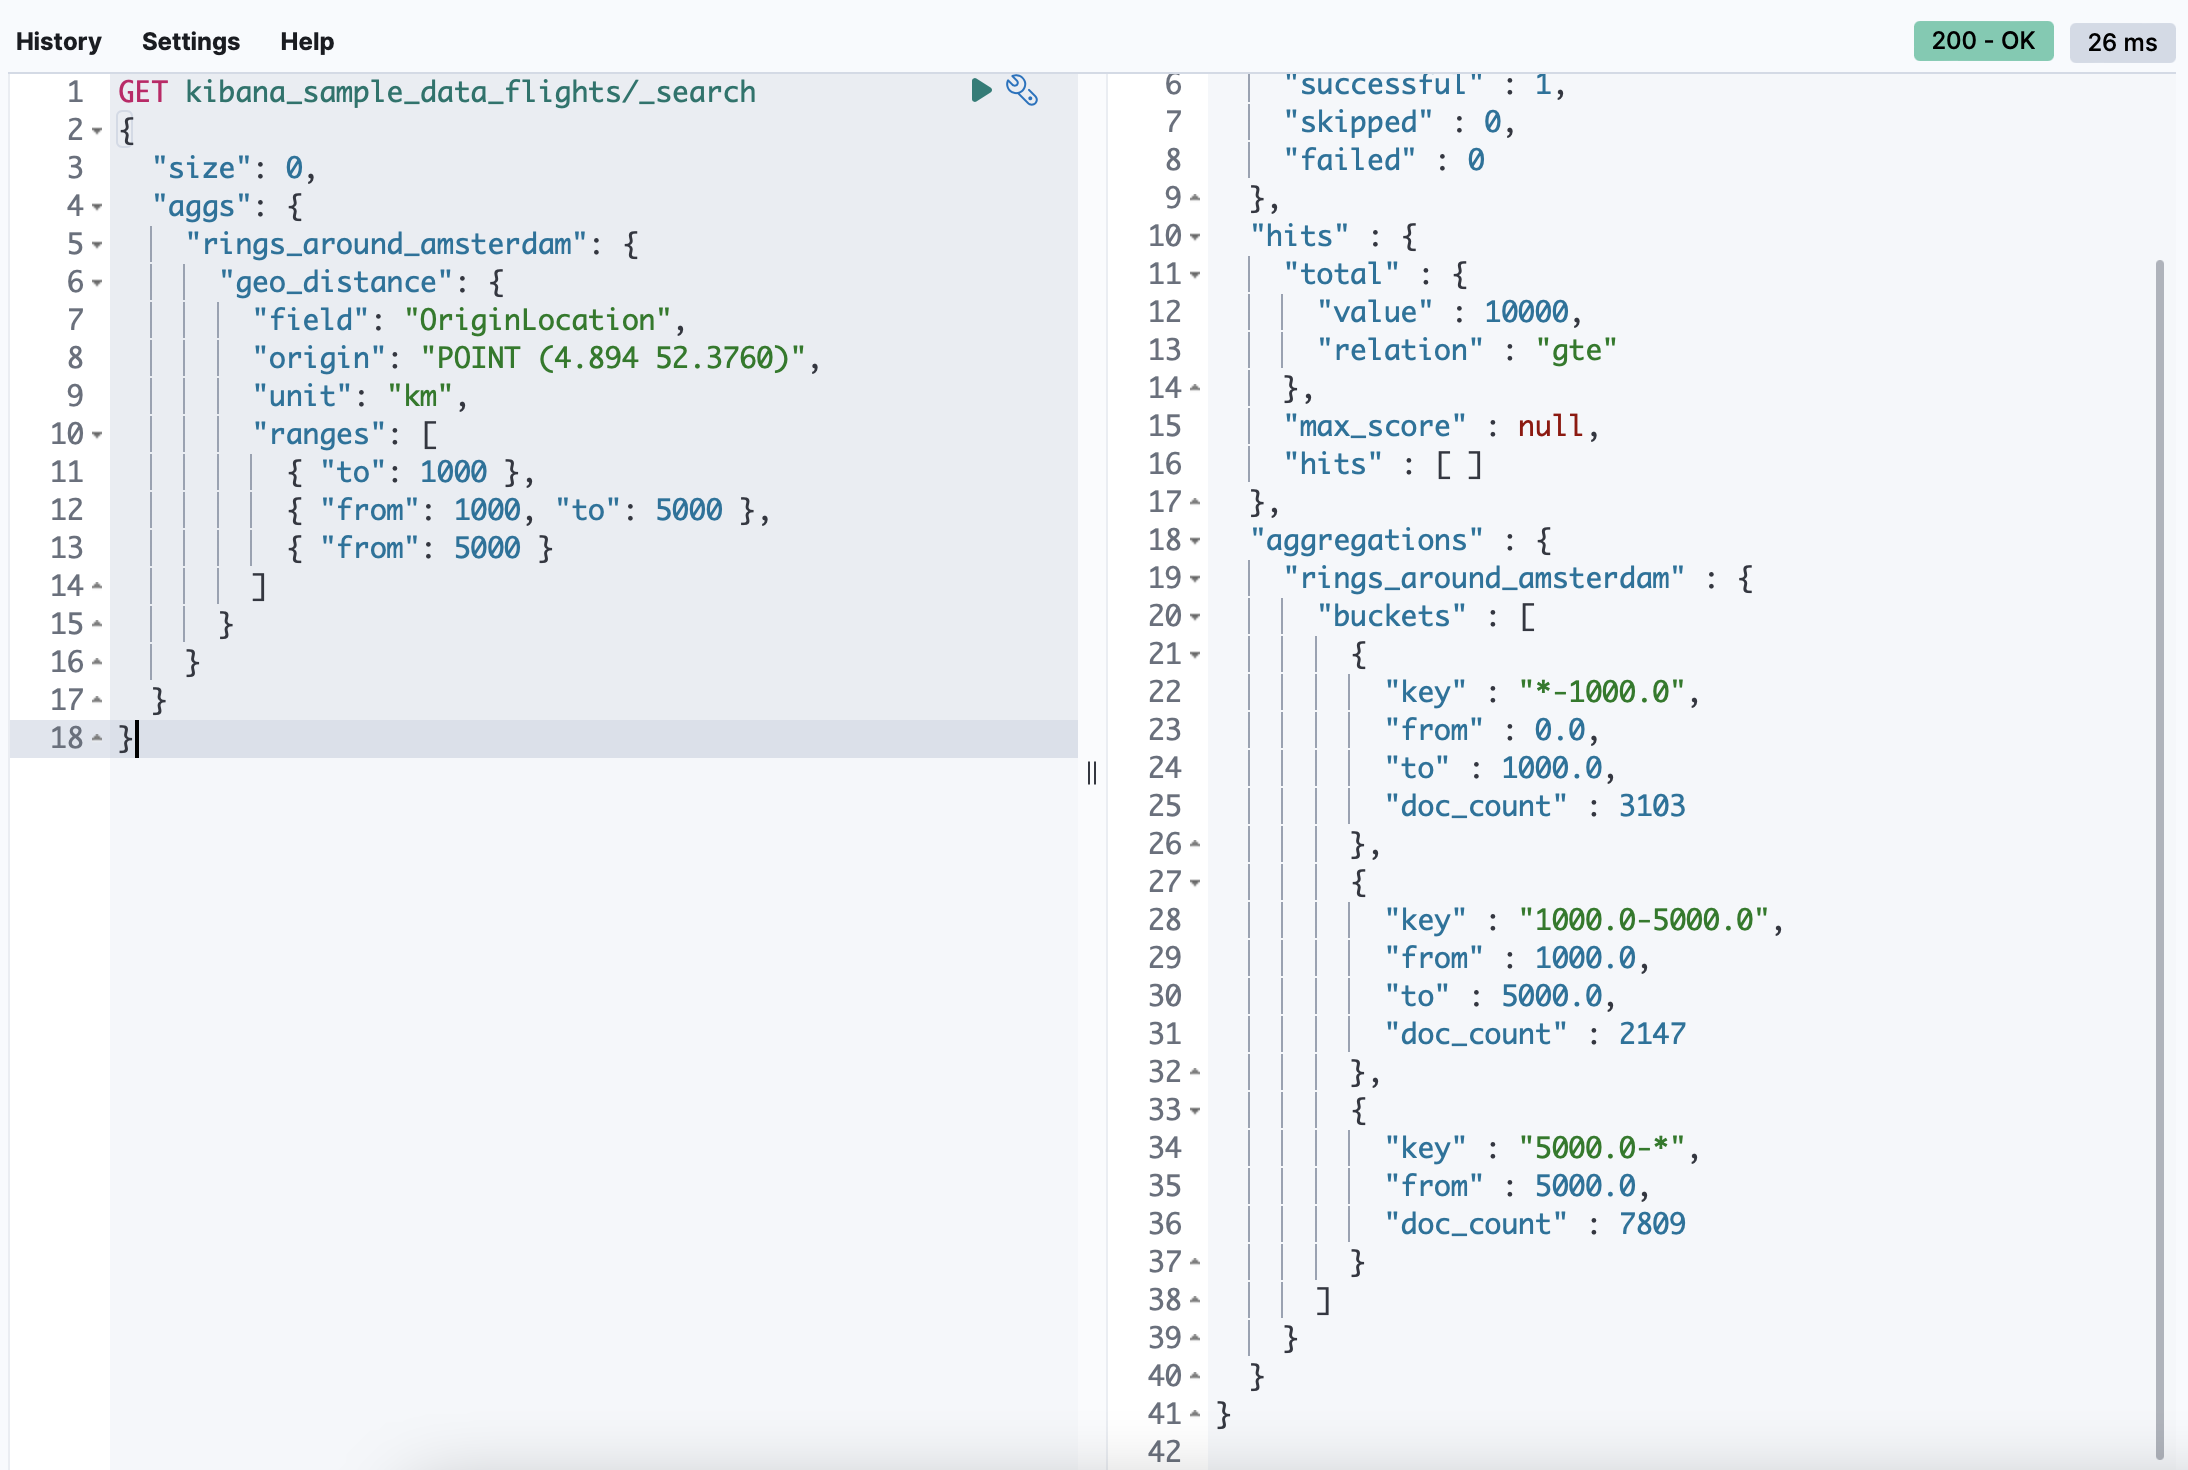 History Settings Help 200 - OK 26 ms
1 GET kibana_sample_data_flights/_search
2 {
3 "size": 0,
4 "aggs": {
5 "rings_around_amsterdam": {
6 "geo_distance": {
7 "field": "OriginLocation",
8 "origin": "POINT (4.894 52.3760)",
9 "unit": "km",
10 "ranges": [
11 { "to": 1000 },
12 { "from": 1000, "to": 5000 },
13 { "from": 5000 }
14 ]
15 }
16 }
17 }
18 }
6 "successful" : 1,
7 "skipped" : 0,
8 "failed" : 0
9 },
10 "hits" : {
11 "total" : {
12 "value" : 10000,
13 "relation" : "gte"
14 },
15 "max_score" : null,
16 "hits" : [ ]
17 },
18 "aggregations" : {
19 "rings_around_amsterdam" : {
20 "buckets" : [
21 {
22 "key" : "*-1000.0",
23 "from" : 0.0,
24 "to" : 1000.0,
25 "doc_count" : 3103
26 },
27 {
28 "key" : "1000.0-5000.0",
29 "from" : 1000.0,
30 "to" : 5000.0,
31 "doc_count" : 2147
32 },
33 {
34 "key" : "5000.0-*",
35 "from" : 5000.0,
36 "doc_count" : 7809
37 }
38 ]
39 }
40 }
41 }
42